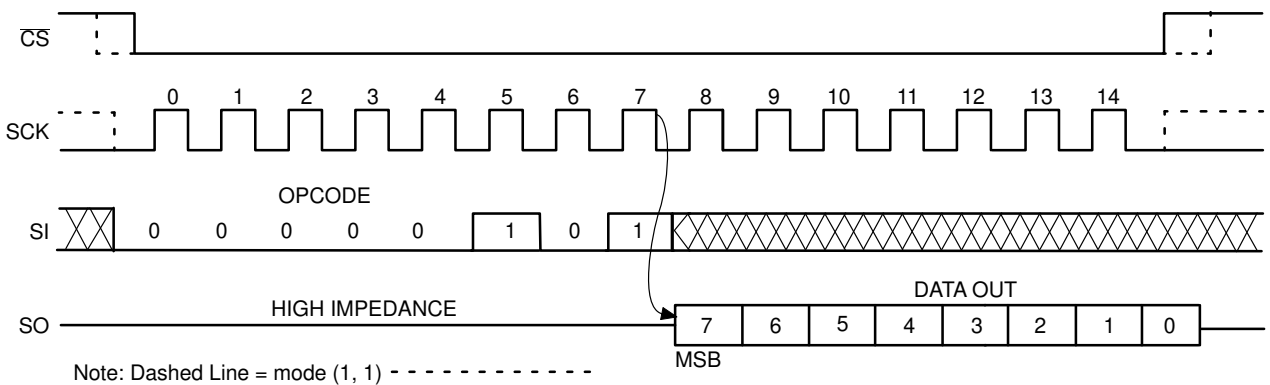 CS
0 1 2 3 4 5 6 7 8 9 10 11 12 13 14
SCK
OPCODE
SI 0 0 0 0 0 1 0 1
DATA OUT
HIGH IMPEDANCE
SO 7 6 5 4 3 2 1 0
MSB
Note: Dashed Line = mode (1, 1)